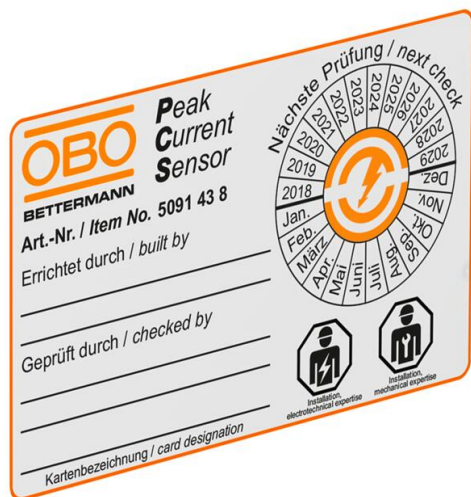 OBO
BETTERMANN
Peak
Current
Sensor
Art.-Nr. / Item No. 5091 43 8
Errichtet durch / built by
Geprüft durch / checked by
Kartenbezeichnung / card designation
Nächste Prüfung / next check
2018
2019
2020
2021
2022
2023
2024
2025
2026
2027
2028
2029
Dez.
Nov.
Okt.
Sep.
Aug.
Juli
Juni
Mai
Apr.
März
Feb.
Jan.
Installation,
electrotechnical expertise
Installation,
mechanical expertise